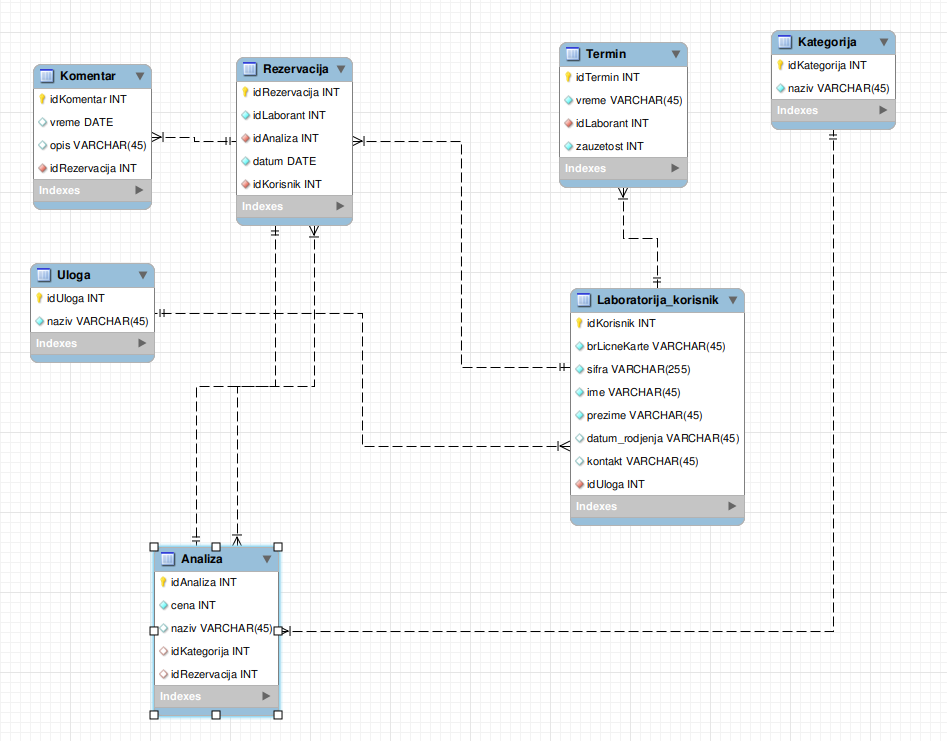 Komentar
idKomentar INT
vreme DATE
opis VARCHAR(45)
idRezervacija INT
Indexes
Rezervacija
idRezervacija INT
idLaborant INT
idAnaliza INT
datum DATE
idKorisnik INT
Indexes
Termin
idTermin INT
vreme VARCHAR(45)
idLaborant INT
zauzetost INT
Indexes
Kategorija
idKategorija INT
naziv VARCHAR(45)
Indexes
Uloga
idUloga INT
naziv VARCHAR(45)
Indexes
Laboratorija_korisnik
idKorisnik INT
brLicneKarte VARCHAR(45)
sifra VARCHAR(255)
ime VARCHAR(45)
prezime VARCHAR(45)
datum_rodjenja VARCHAR(45)
kontakt VARCHAR(45)
idUloga INT
Indexes
Analiza
idAnaliza INT
cena INT
naziv VARCHAR(45)
idKategorija INT
idRezervacija INT
Indexes